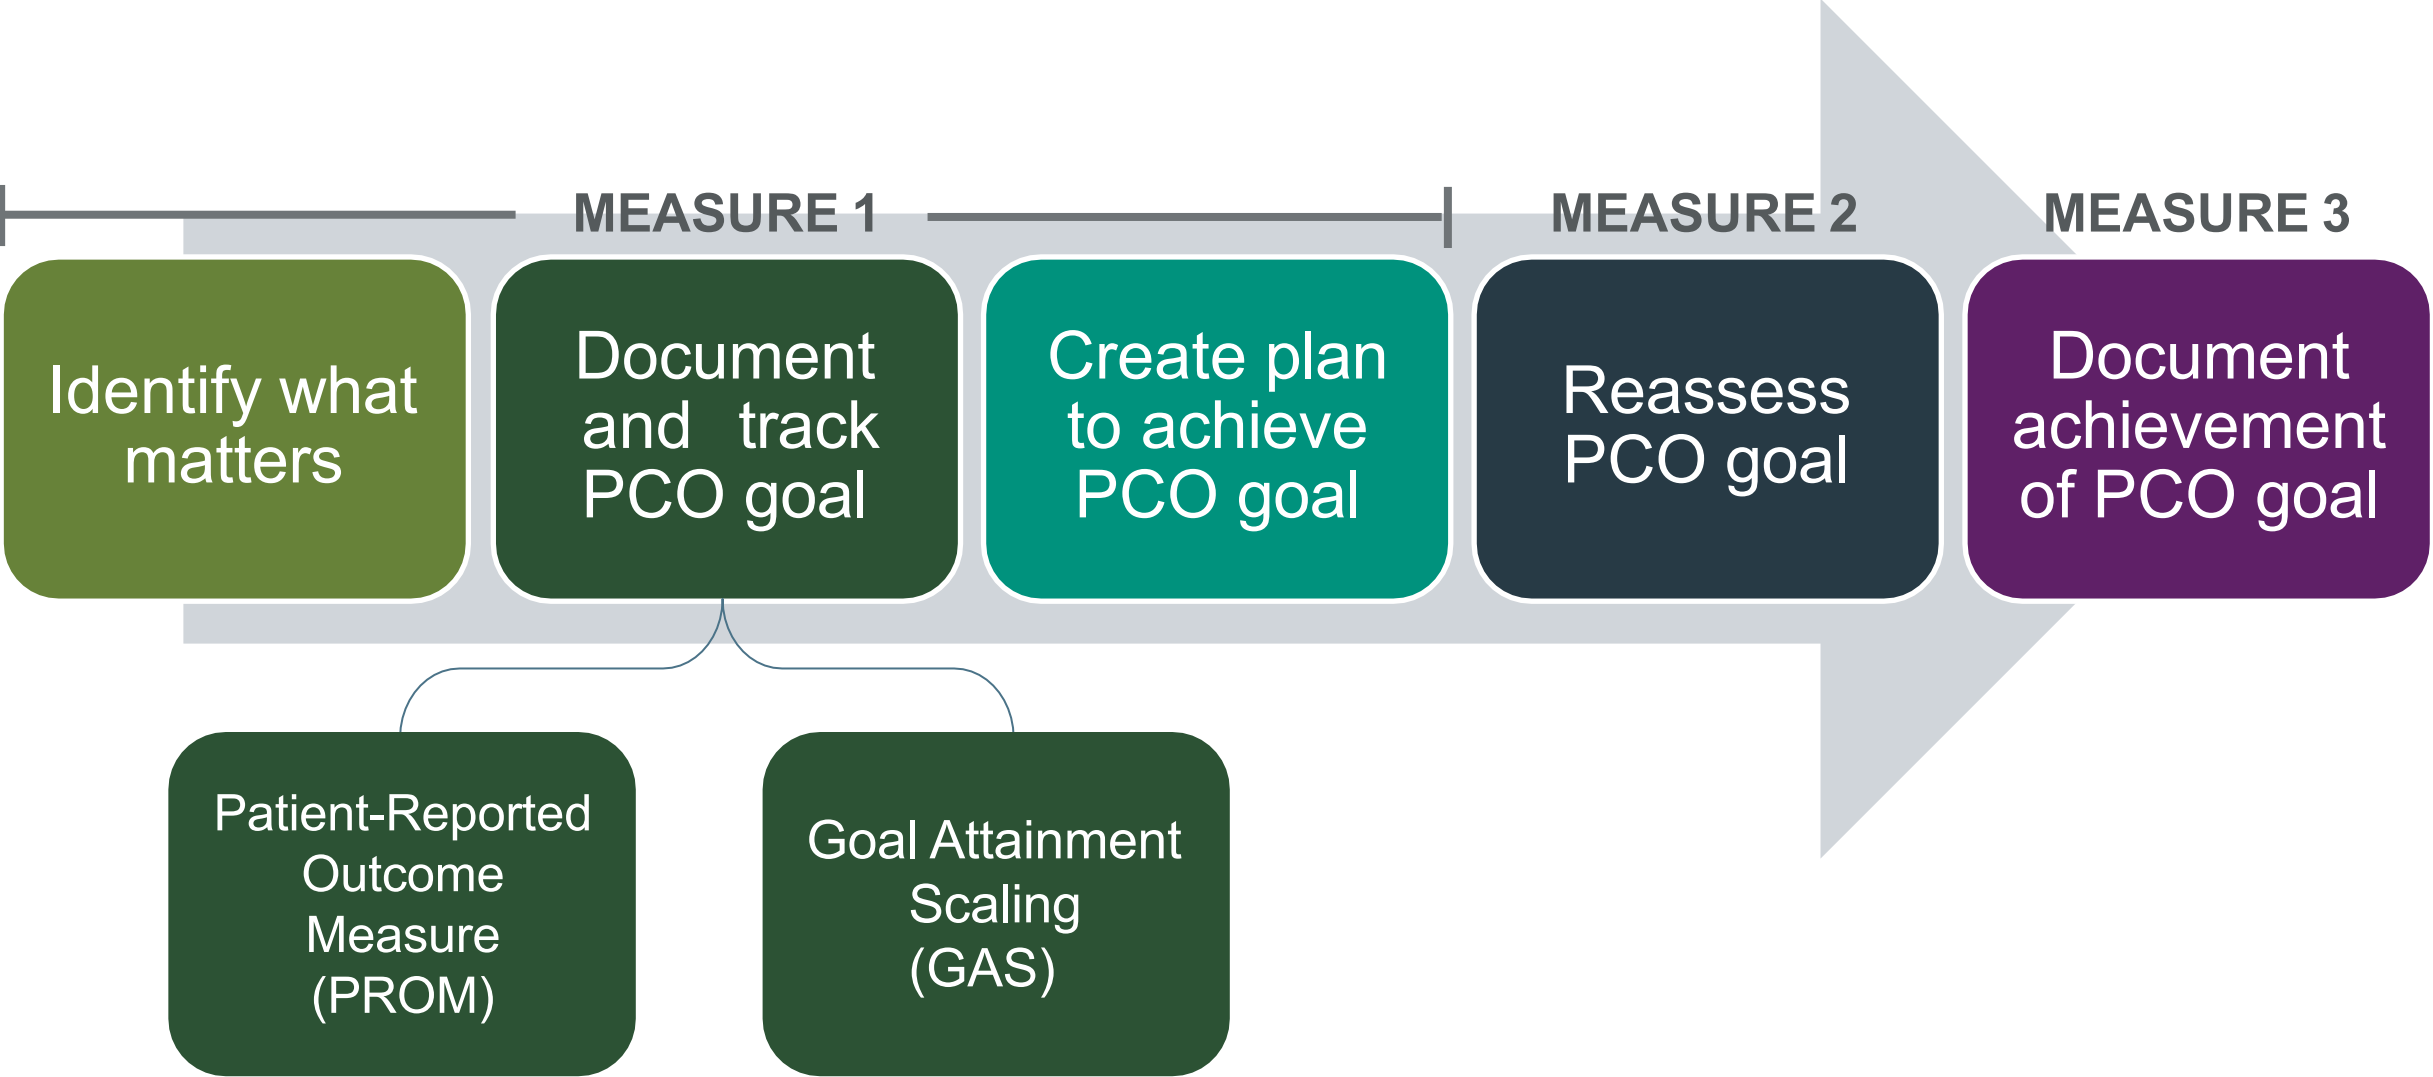 MEASURE 1
MEASURE 2
MEASURE 3
Identify what
matters
Document
and track
PCO goal
Create plan
to achieve
PCO goal
Reassess
PCO goal
Document
achievement
of PCO goal
Patient-Reported
Outcome
Measure
(PROM)
Goal Attainment
Scaling
(GAS)